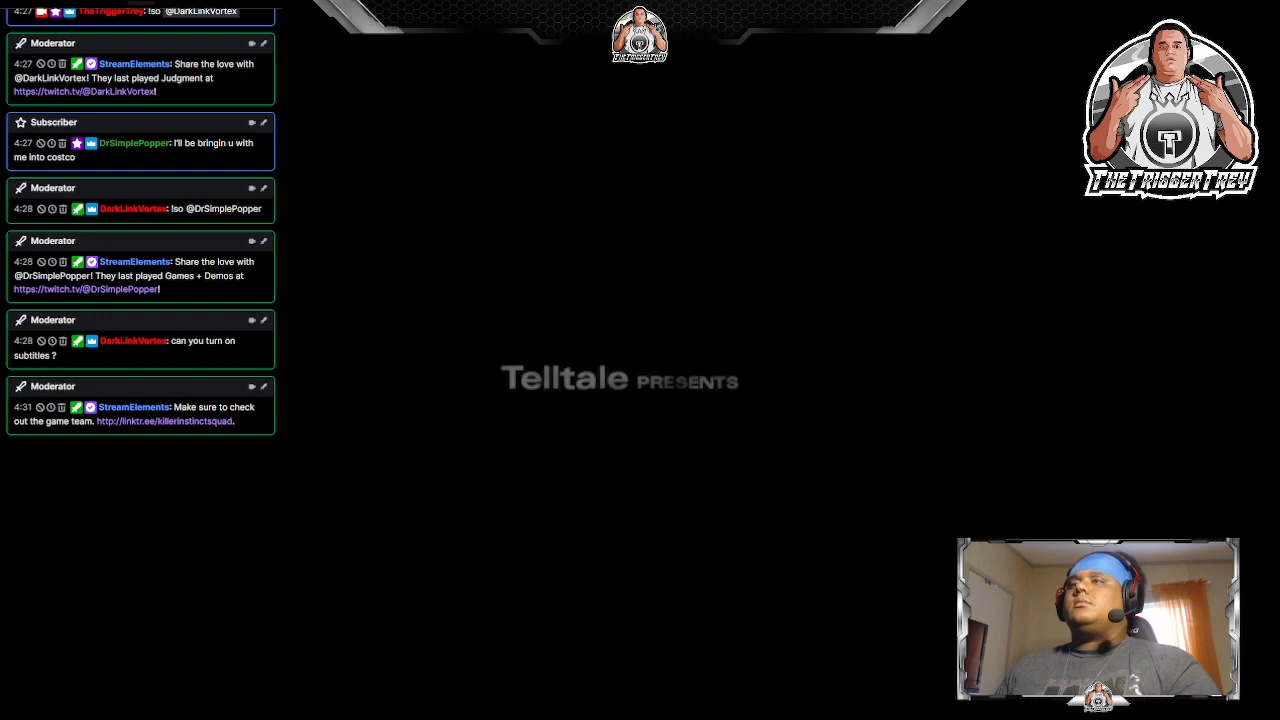 4:27 TheTriggerTrey: !so @DarkLinkVortex
Moderator
4:27 StreamElements: Share the love with
@DarkLinkVortex! They last played Judgment at
https://twitch.tv/@DarkLinkVortex!
Subscriber
4:27 DrSimplePopper: I'll be bringin u with
me into costco
Moderator
4:28 DarkLinkVortex: !so @DrSimplePopper
Moderator
4:28 StreamElements: Share the love with
@DrSimplePopper! They last played Games + Demos at
https://twitch.tv/@DrSimplePopper!
Moderator
4:28 DarkLinkVortex: can you turn on
subtitles ?
Moderator
4:31 StreamElements: Make sure to check
out the game team. http://linktr.ee/killerinstinctsquad.
THETRIGGERTREY
Telltale PRESENTS
T
THETRIGGERTREY